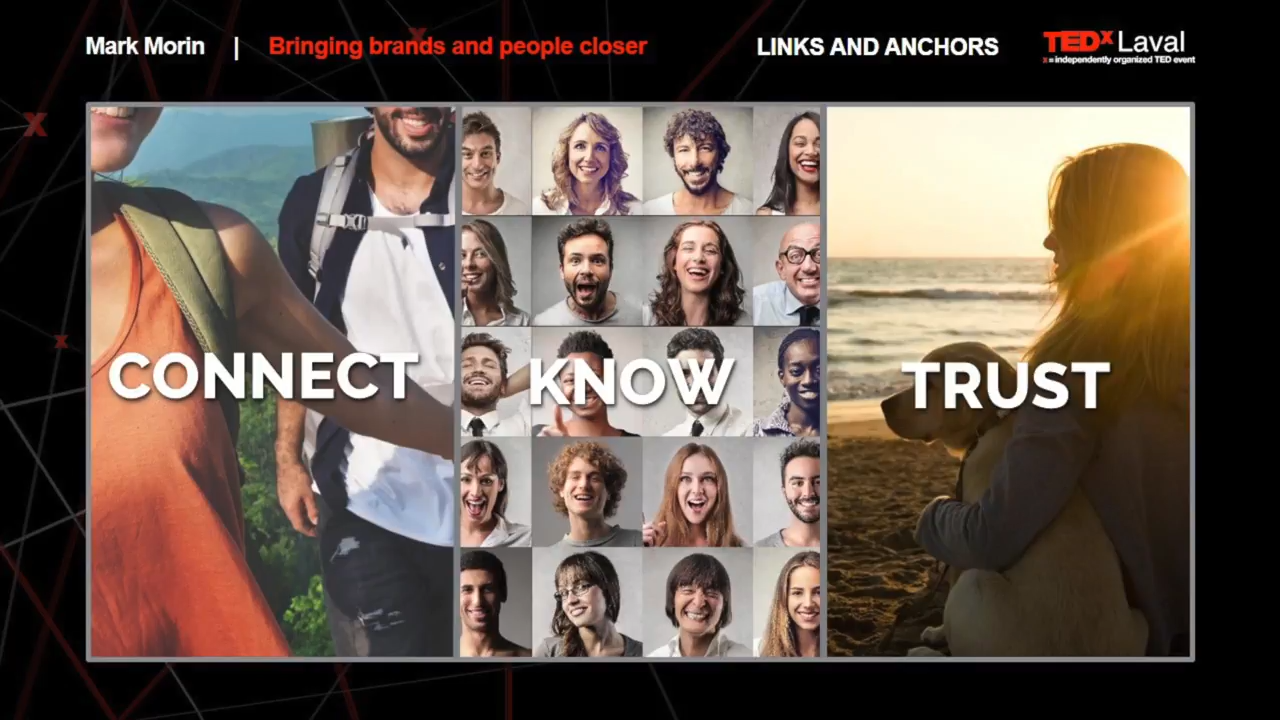 Mark Morin | Bringing brands and people closer
LINKS AND ANCHORS
TEDx Laval
x = independently organized TED event
CONNECT
KNOW
TRUST